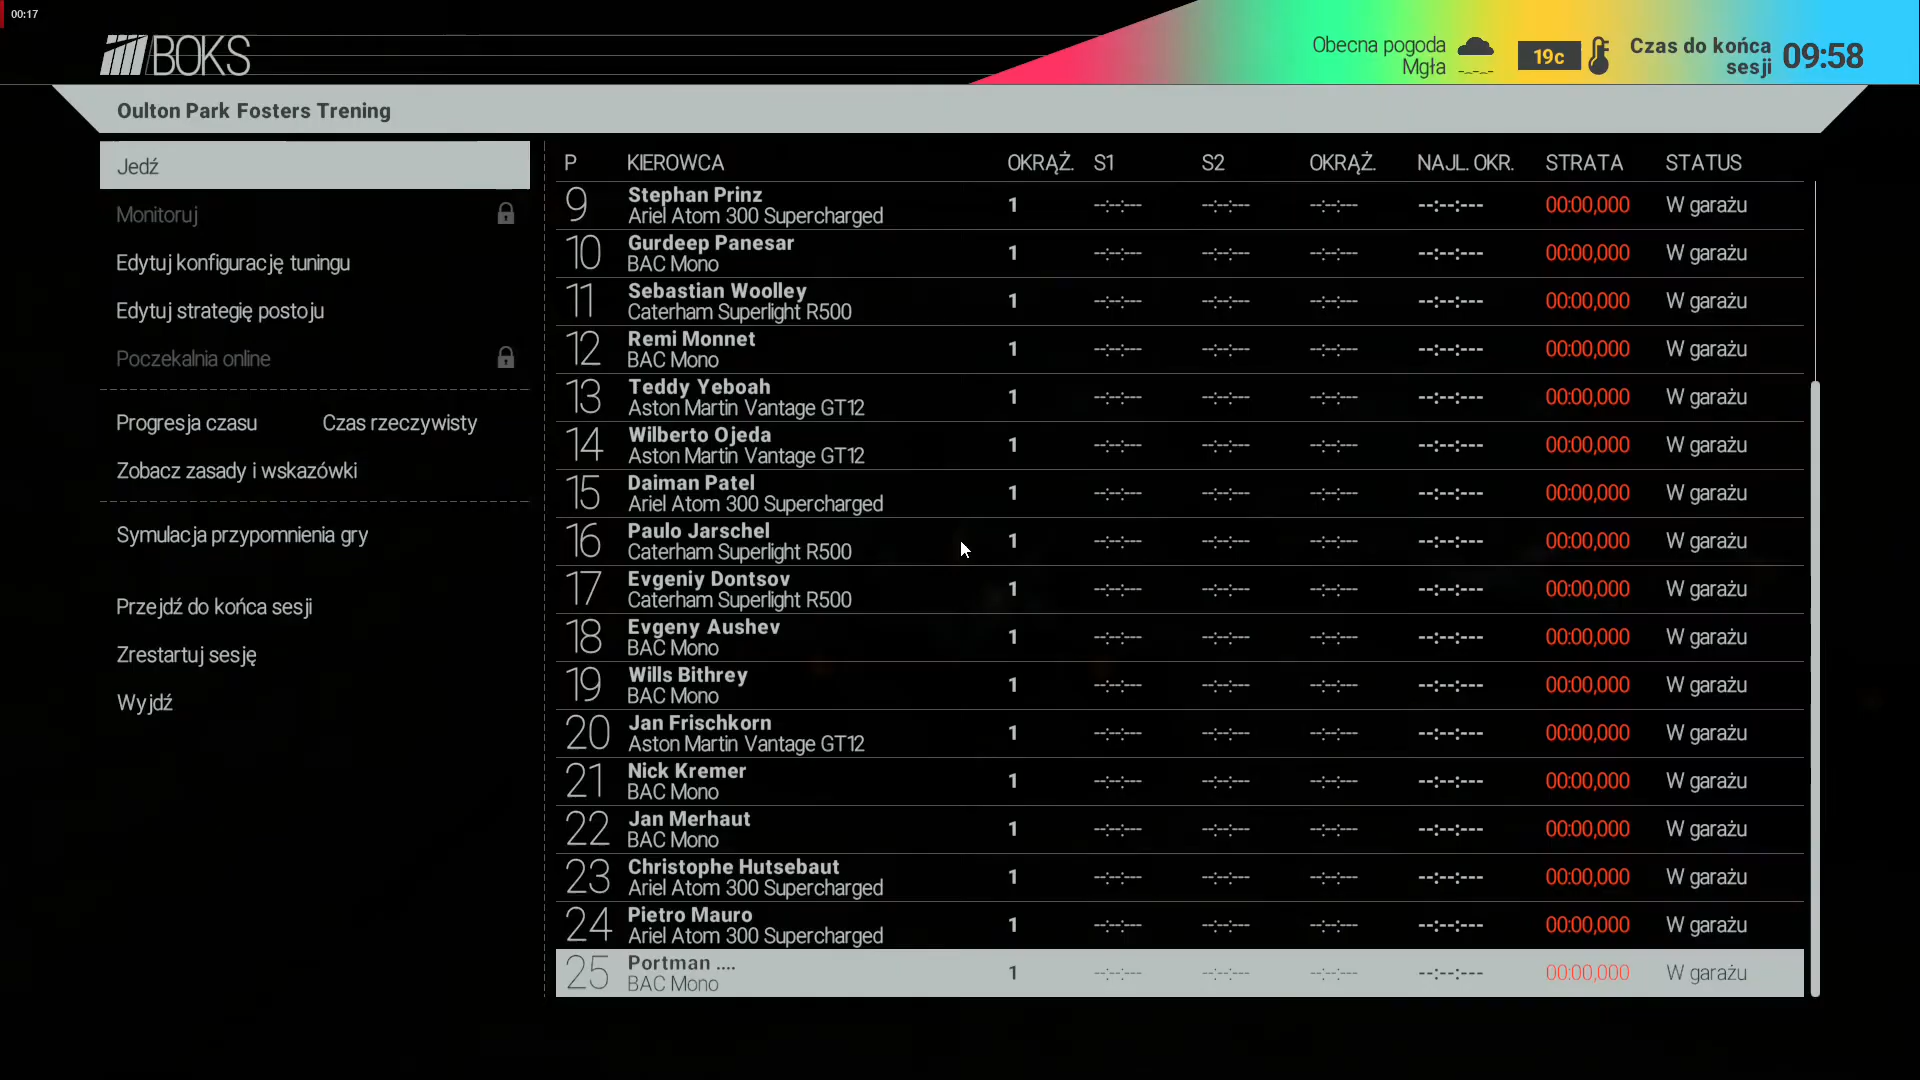 00:17
BOKS
Obecna pogoda
Mgła
19c
Czas do końca
sesji
09:58
Oulton Park Fosters Trening
Jedź
Monitoruj
Edytuj konfigurację tuningu
Edytuj strategię postoju
Poczekalnia online
Progresja czasu Czas rzeczywisty
Zobacz zasady i wskazówki
Symulacja przypomnienia gry
Przejdź do końca sesji
Zrestartuj sesję
Wyjdź
P KIEROWCA OKRĄŻ. S1 S2 OKRĄŻ. NAJL. OKR. STRATA STATUS
9 Stephan Prinz
Ariel Atom 300 Supercharged
1 --:--:--- --:--:--- --:--:--- --:--:--- 00:00,000 W garażu
10 Gurdeep Panesar
BAC Mono
1 --:--:--- --:--:--- --:--:--- --:--:--- 00:00,000 W garażu
11 Sebastian Woolley
Caterham Superlight R500
1 --:--:--- --:--:--- --:--:--- --:--:--- 00:00,000 W garażu
12 Remi Monnet
BAC Mono
1 --:--:--- --:--:--- --:--:--- --:--:--- 00:00,000 W garażu
13 Teddy Yeboah
Aston Martin Vantage GT12
1 --:--:--- --:--:--- --:--:--- --:--:--- 00:00,000 W garażu
14 Wilberto Ojeda
Aston Martin Vantage GT12
1 --:--:--- --:--:--- --:--:--- --:--:--- 00:00,000 W garażu
15 Daiman Patel
Ariel Atom 300 Supercharged
1 --:--:--- --:--:--- --:--:--- --:--:--- 00:00,000 W garażu
16 Paulo Jarschel
Caterham Superlight R500
1 --:--:--- --:--:--- --:--:--- --:--:--- 00:00,000 W garażu
17 Evgeniy Dontsov
Caterham Superlight R500
1 --:--:--- --:--:--- --:--:--- --:--:--- 00:00,000 W garażu
18 Evgeny Aushev
BAC Mono
1 --:--:--- --:--:--- --:--:--- --:--:--- 00:00,000 W garażu
19 Wills Bithrey
BAC Mono
1 --:--:--- --:--:--- --:--:--- --:--:--- 00:00,000 W garażu
20 Jan Frischkorn
Aston Martin Vantage GT12
1 --:--:--- --:--:--- --:--:--- --:--:--- 00:00,000 W garażu
21 Nick Kremer
BAC Mono
1 --:--:--- --:--:--- --:--:--- --:--:--- 00:00,000 W garażu
22 Jan Merhaut
BAC Mono
1 --:--:--- --:--:--- --:--:--- --:--:--- 00:00,000 W garażu
23 Christophe Hutsebaut
Ariel Atom 300 Supercharged
1 --:--:--- --:--:--- --:--:--- --:--:--- 00:00,000 W garażu
24 Pietro Mauro
Ariel Atom 300 Supercharged
1 --:--:--- --:--:--- --:--:--- --:--:--- 00:00,000 W garażu
25 Portman ....
BAC Mono
1 --:--:--- --:--:--- --:--:--- --:--:--- 00:00,000 W garażu